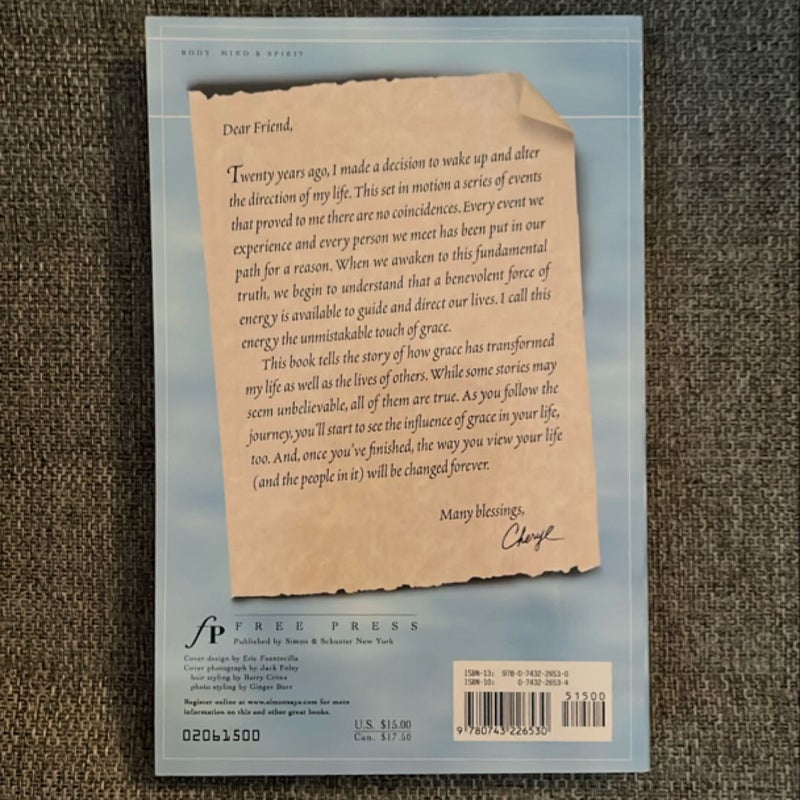 BODY, MIND & SPIRIT
Dear Friend,
Twenty years ago, I made a decision to wake up and alter
the direction of my life. This set in motion a series of events
that proved to me there are no coincidences. Every event we
experience and every person we meet has been put in our
path for a reason. When we awaken to this fundamental
truth, we begin to understand that a benevolent force of
energy is available to guide and direct our lives. I call this
energy the unmistakable touch of grace.
This book tells the story of how grace has transformed
my life as well as the lives of others. While some stories may
seem unbelievable, all of them are true. As you follow the
journey, you'll start to see the influence of grace in your life,
too. And, once you've finished, the way you view your life
(and the people in it) will be changed forever.
Many blessings,
Cheryl
fP FREE PRESS
Published by Simon & Schuster New York
Cover design by Eric Fuentecilla
Cover photograph by Jack Foley
hair styling by Barry Crites
photo styling by Ginger Burr
Register online at www.simonsays.com for more
information on this and other great books.
02061500
U.S. $15.00
Can. $17.50
ISBN-13: 978-0-7432-2653-0
ISBN-10: 0-7432-2653-4
51500
9 780743 226530